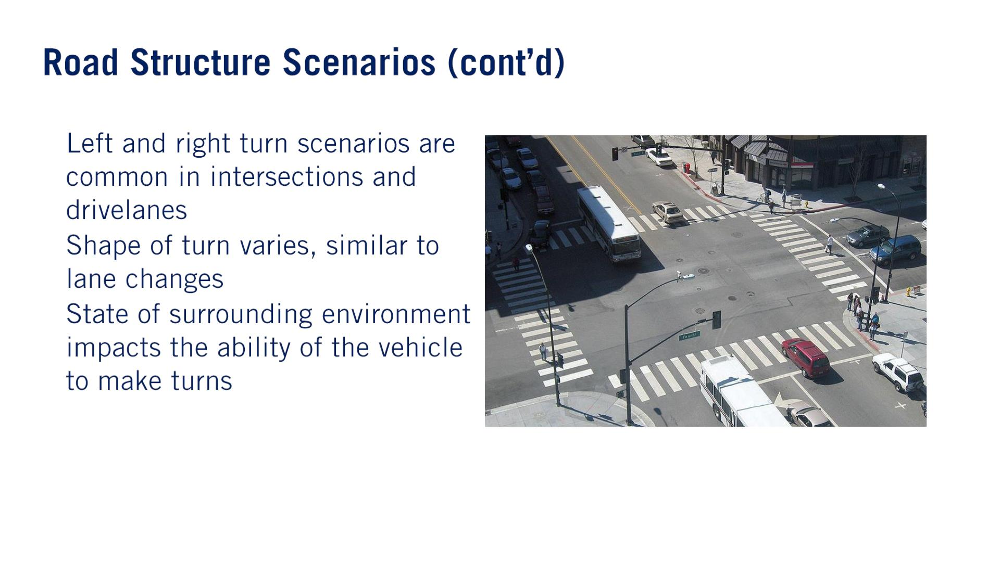 Road Structure Scenarios (cont’d)
Left and right turn scenarios are
common in intersections and
drivelanes
Shape of turn varies, similar to
lane changes
State of surrounding environment
impacts the ability of the vehicle
to make turns
Fourth